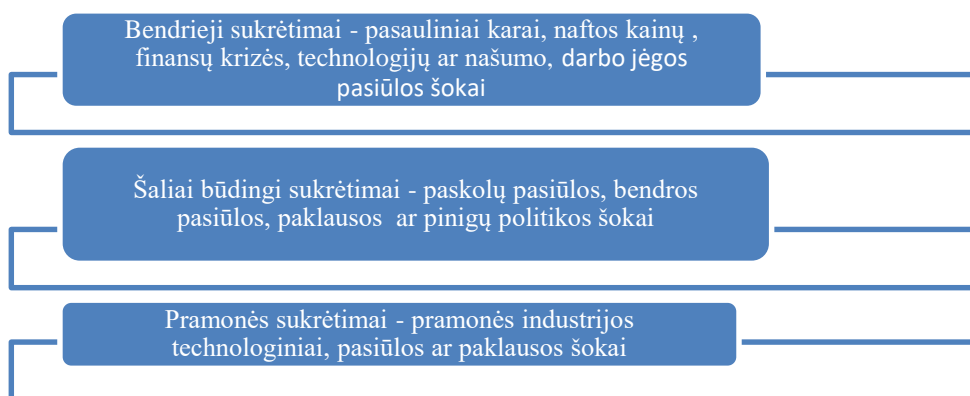 Bendrieji sukrėtimai - pasauliniai karai, naftos kainų ,
finansų krizės, technologijų ar našumo, darbo jėgos
pasiūlos šokai
Šaliai būdingi sukrėtimai - paskolų pasiūlos, bendros
pasiūlos, paklausos ar pinigų politikos šokai
Pramonės sukrėtimai - pramonės industrijos
technologiniai, pasiūlos ar paklausos šokai